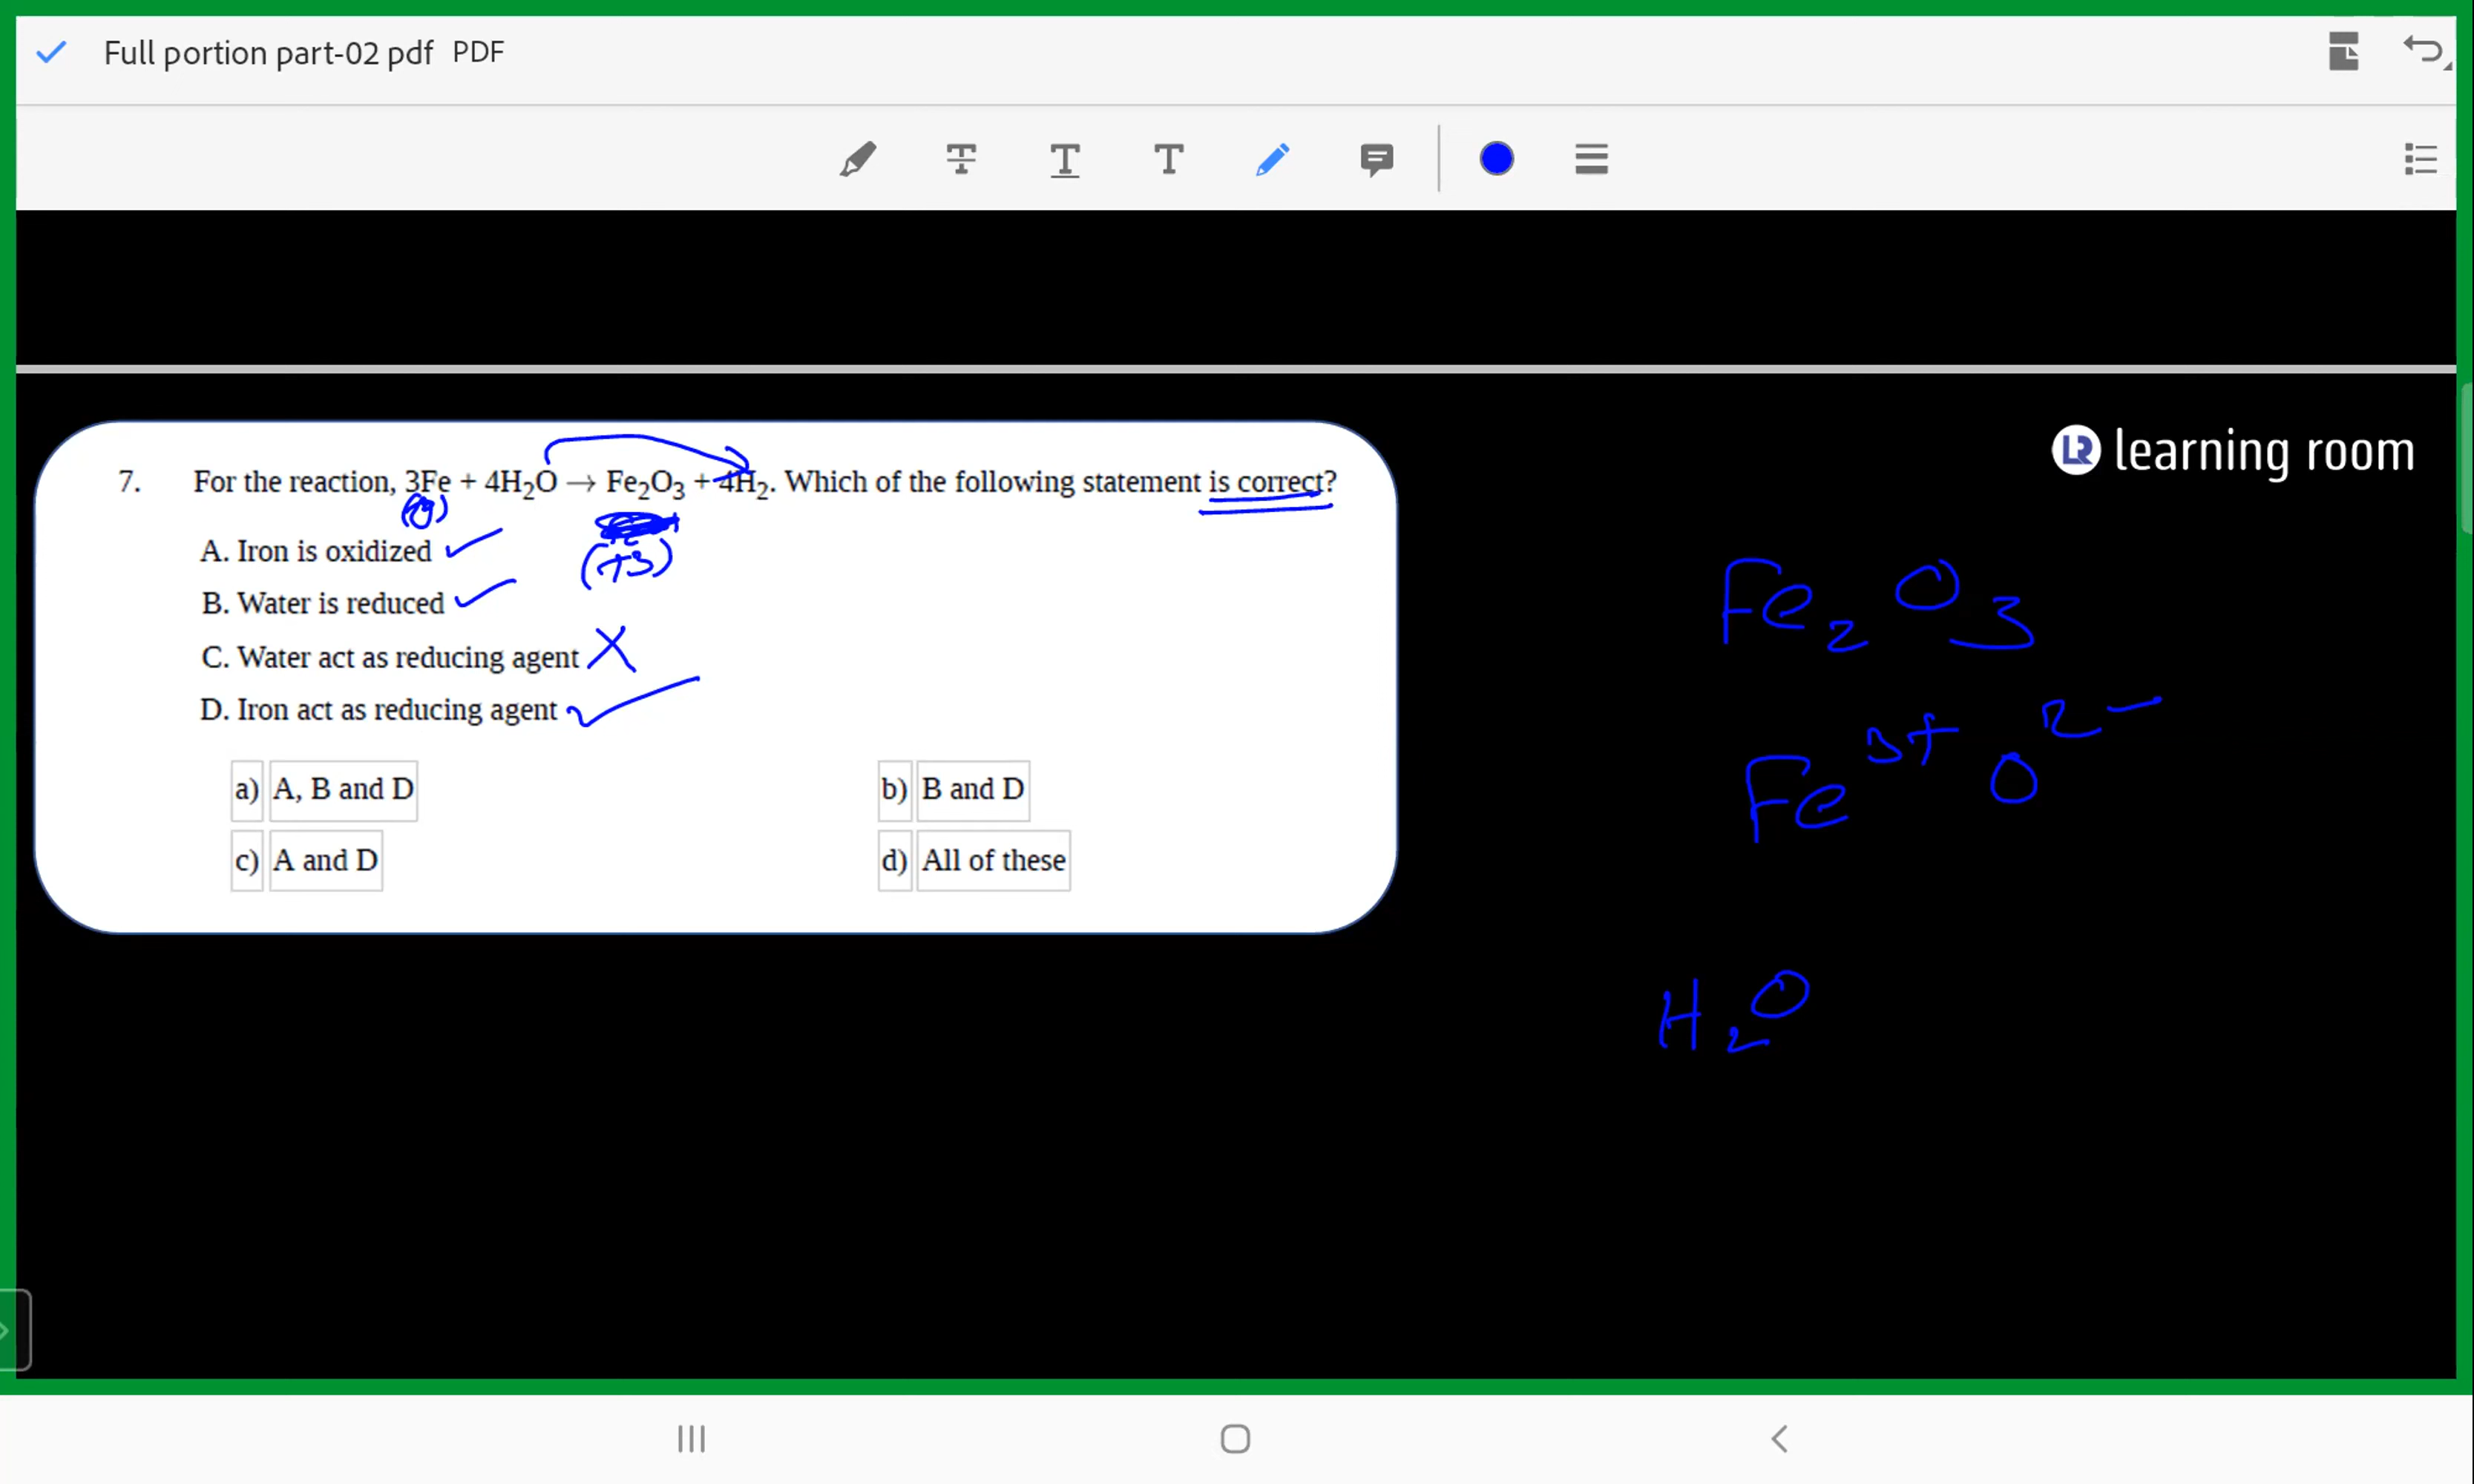 Full portion part-02 pdf PDF
learning room
7. For the reaction, 3Fe + 4H₂O → Fe₂O₃ + 4H₂. Which of the following statement is correct?
(0)
(+3)
A. Iron is oxidized
B. Water is reduced
C. Water act as reducing agent
D. Iron act as reducing agent
a) A, B and D
b) B and D
c) A and D
d) All of these
Fe₂O₃
Fe³⁺ O²⁻
H₂O